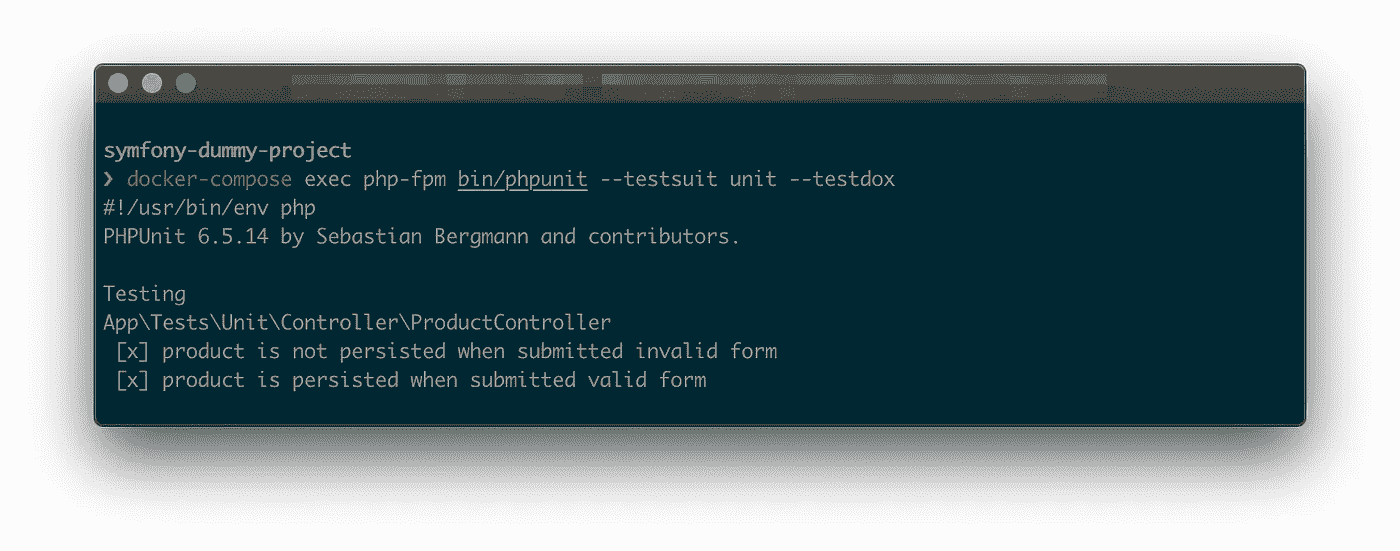 symfony-dummy-project
❯ docker-compose exec php-fpm bin/phpunit --testsuit unit --testdox
#!/usr/bin/env php
PHPUnit 6.5.14 by Sebastian Bergmann and contributors.
Testing
App\Tests\Unit\Controller\ProductController
[x] product is not persisted when submitted invalid form
[x] product is persisted when submitted valid form